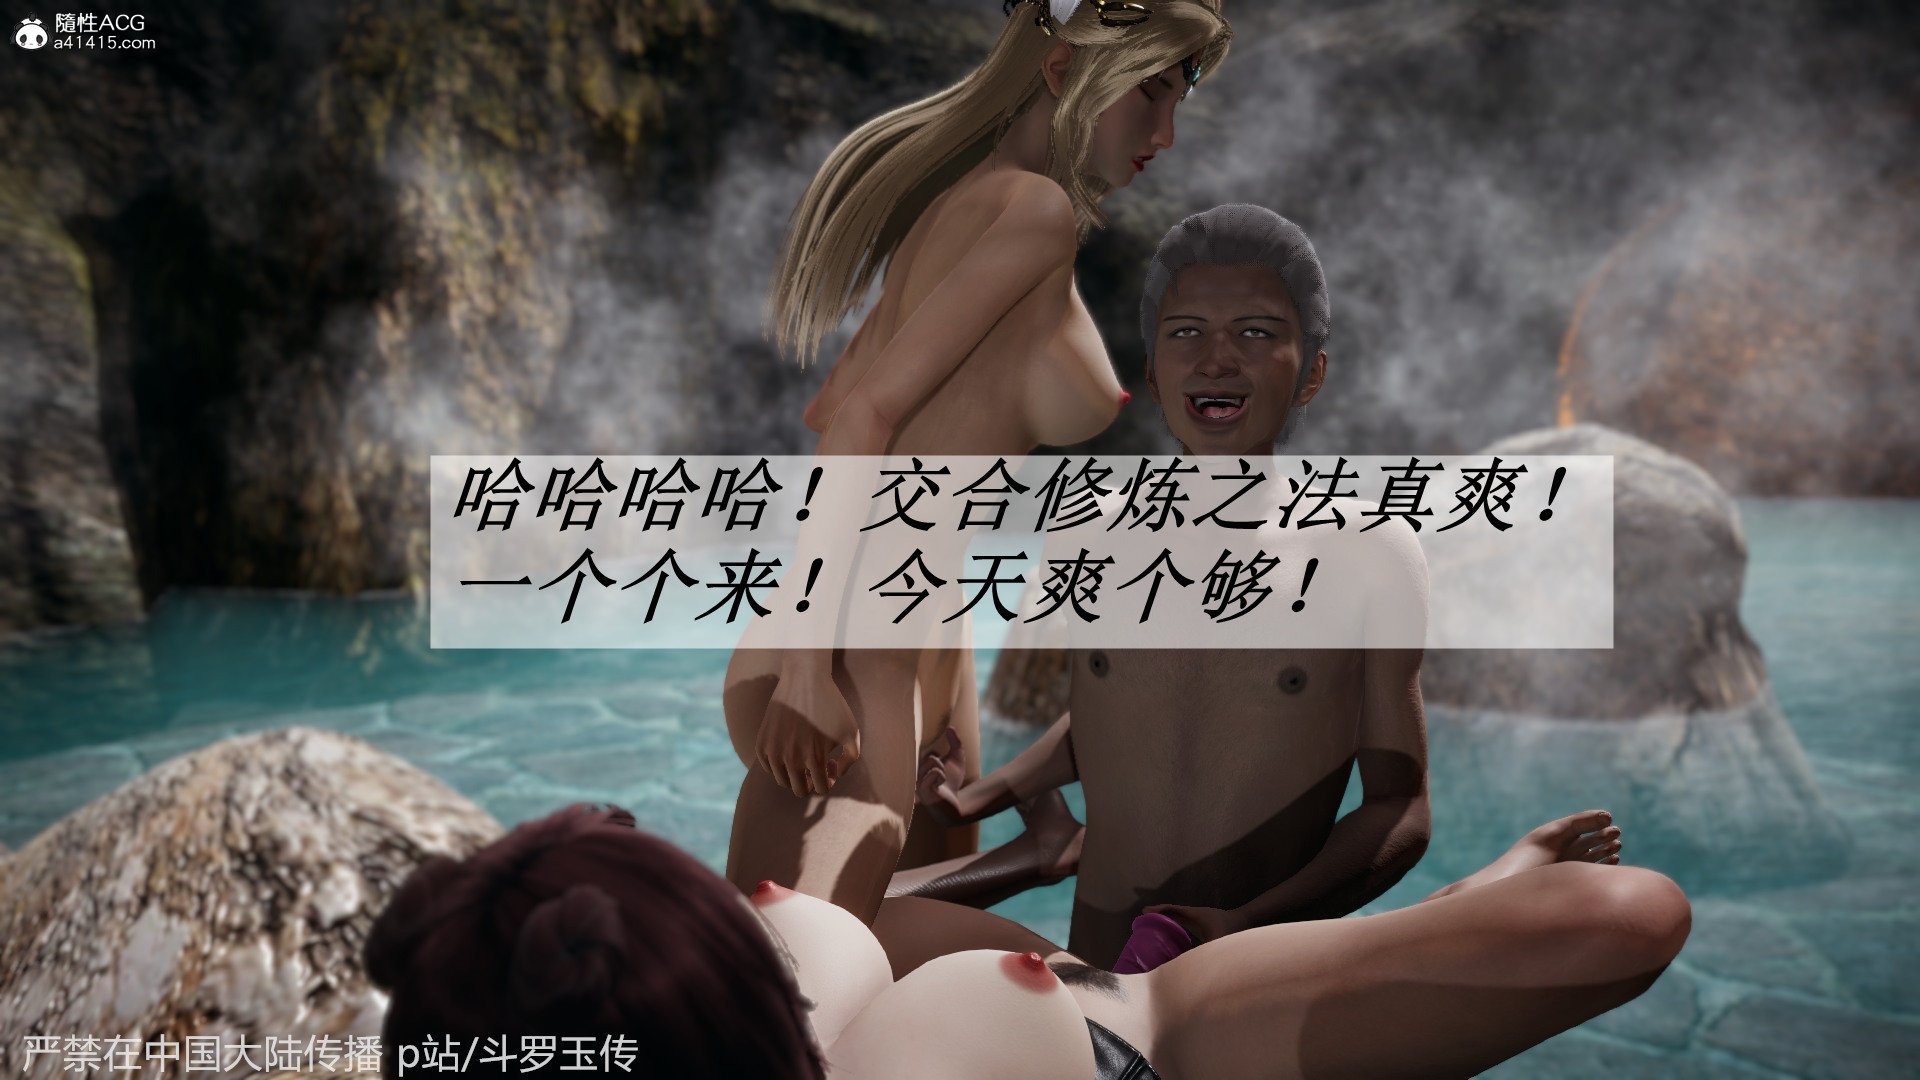 隨性ACG
a41415.com
哈哈哈哈！交合修炼之法真爽！
一个个来！今天爽个够！
严禁在中国大陆传播 p站/斗罗玉传